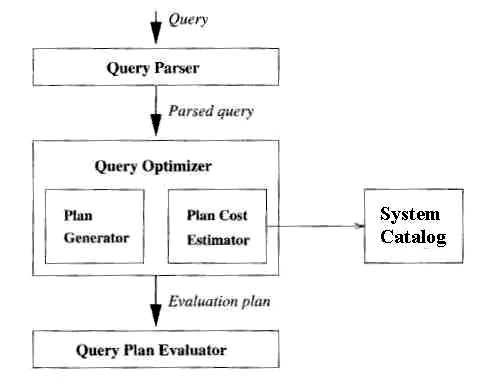 Query
Query Parser
Parsed query
Query Optimizer
Plan
Generator
Plan Cost
Estimator
System
Catalog
Evaluation plan
Query Plan Evaluator